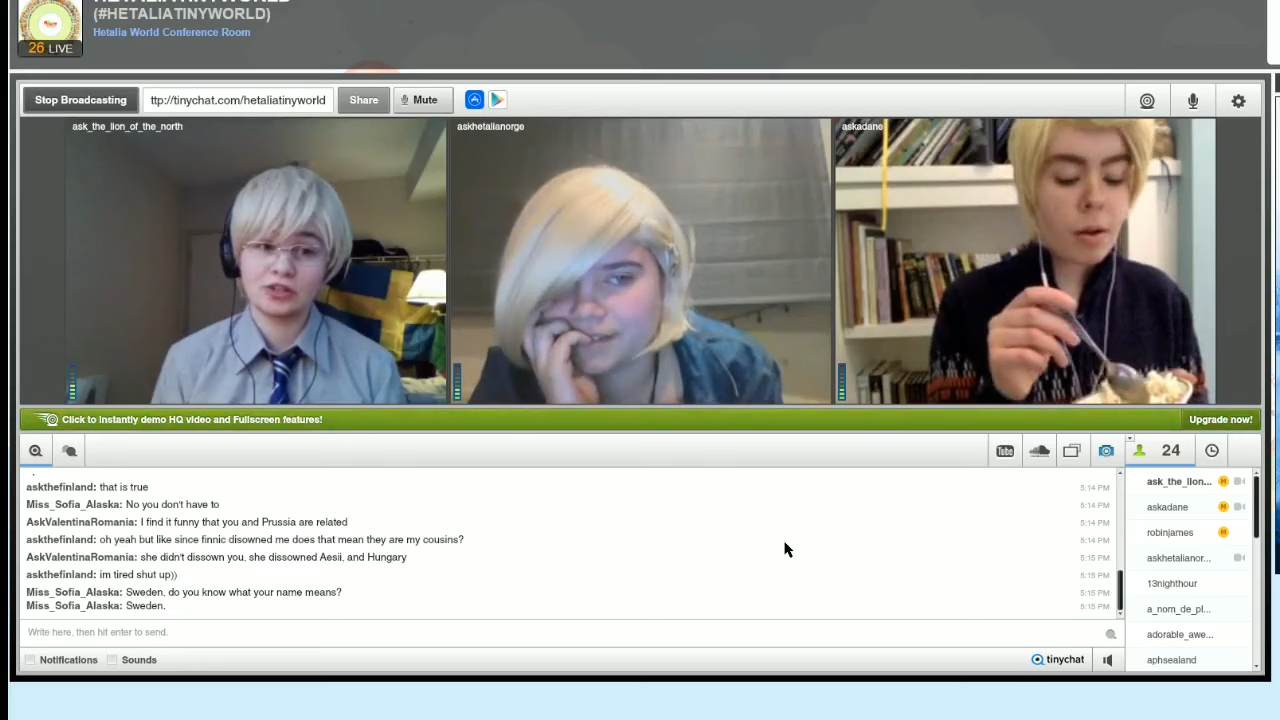 HETALIATINYWORLD
(#HETALIATINYWORLD)
Hetalia World Conference Room
26 LIVE
Stop Broadcasting
ttp://tinychat.com/hetaliatinyworld
Share
Mute
ask_the_lion_of_the_north
askhetalianorge
askadane
Click to instantly demo HQ video and Fullscreen features!
Upgrade now!
You Tube
24
askthefinland: that is true 5:14 PM
Miss_Sofia_Alaska: No you don't have to 5:14 PM
AskValentinaRomania: I find it funny that you and Prussia are related 5:14 PM
askthefinland: oh yeah but like since finnic disowned me does that mean they are my cousins? 5:14 PM
AskValentinaRomania: she didn't dissown you, she dissowned Aesii, and Hungary 5:15 PM
askthefinland: im tired shut up)) 5:15 PM
Miss_Sofia_Alaska: Sweden, do you know what your name means? 5:15 PM
Miss_Sofia_Alaska: Sweden. 5:15 PM
ask_the_lion... M
askadane M
robinjames M
askhetalianor...
13nighthour
a_nom_de_pl...
adorable_awe...
aphsealand
Write here, then hit enter to send.
Notifications
Sounds
tinychat